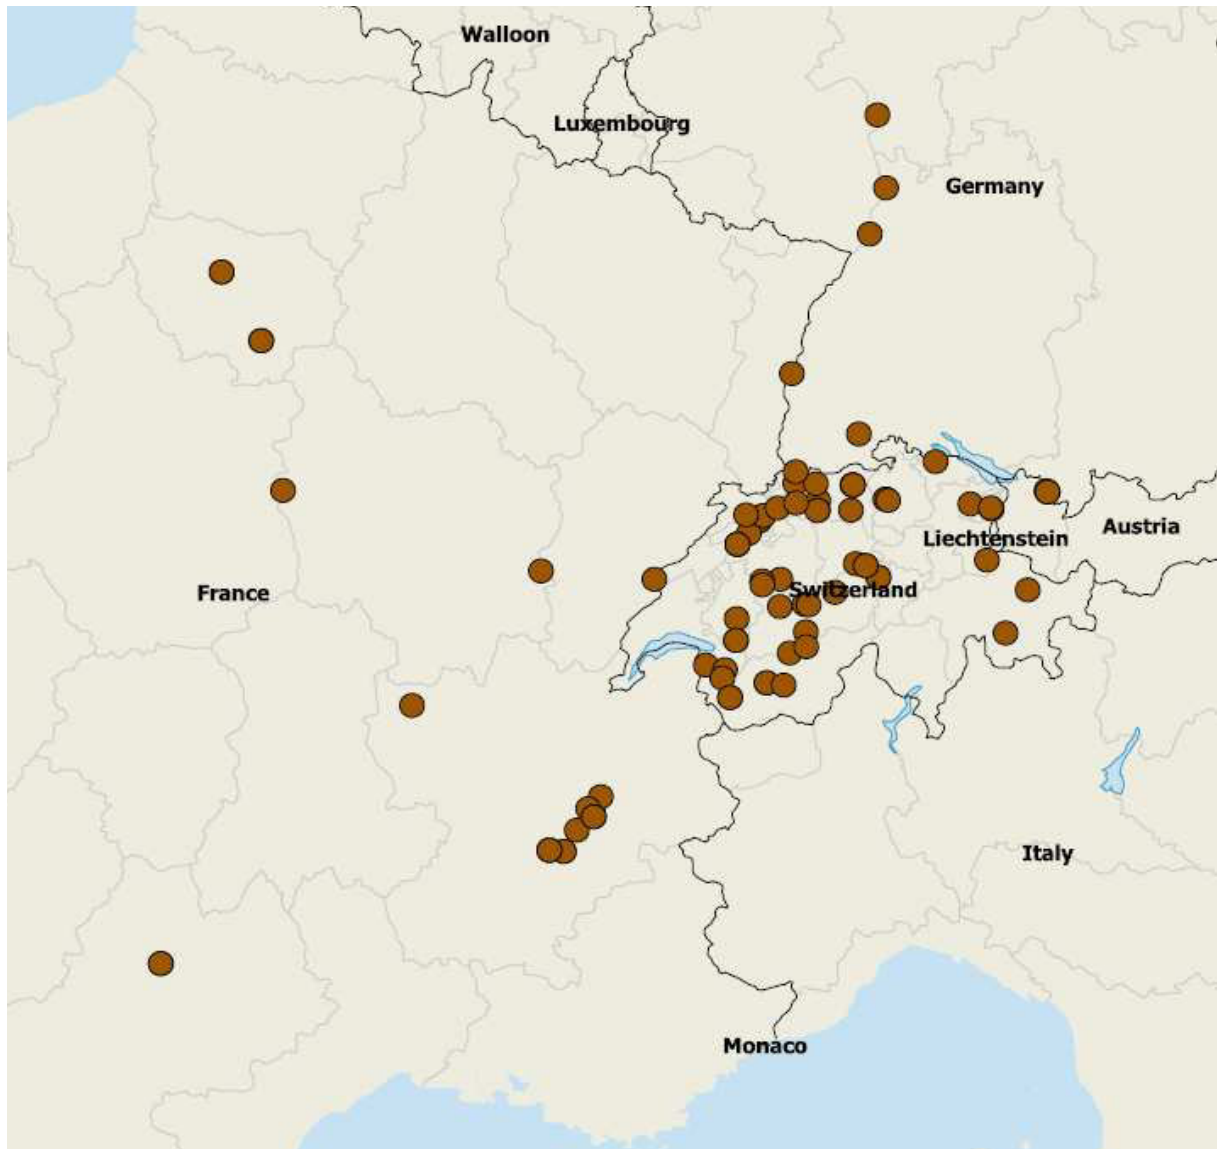 Walloon
Luxembourg
Germany
Austria
Liechtenstein
France
Switzerland
Italy
Monaco